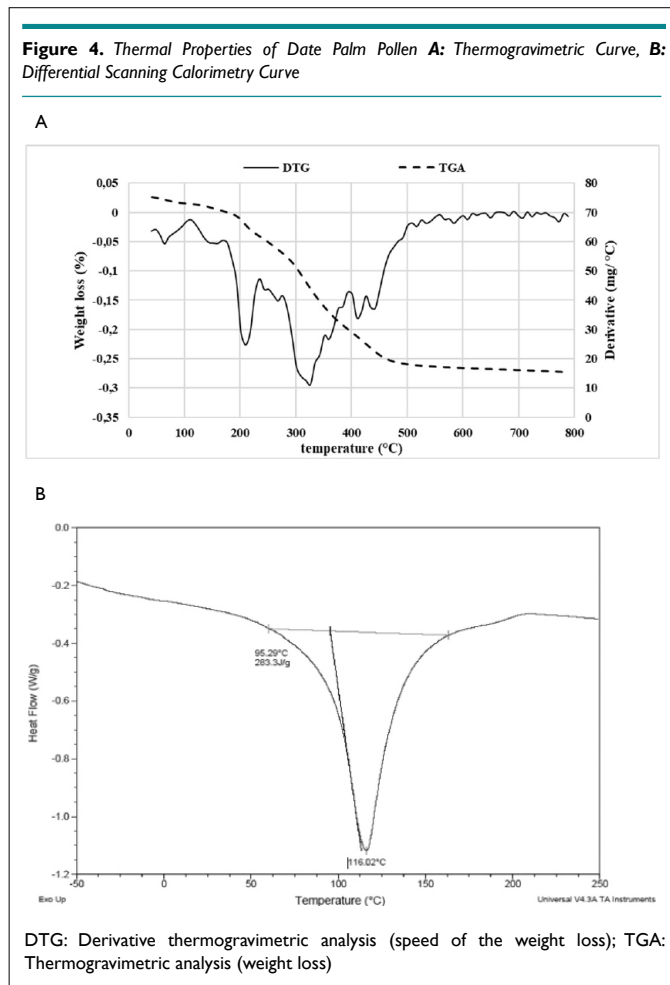 Figure 4. Thermal Properties of Date Palm Pollen A: Thermogravimetric Curve, B:
Differential Scanning Calorimetry Curve
A
DTG TGA
0,05
0
-0,05
-0,1
-0,15
-0,2
-0,25
-0,3
-0,35
Weight loss (%)
80
70
60
50
40
30
20
10
0
Derivative (mg/ °C)
0 100 200 300 400 500 600 700 800
temperature (°C)
B
0.0
-0.2
-0.4
-0.6
-0.8
-1.0
-1.2
Heat Flow (W/g)
95.29°C
283.3J/g
116.02°C
-50 0 50 100 150 200 250
Exo Up Temperature (°C) Universal V4.3A TA Instruments
DTG: Derivative thermogravimetric analysis (speed of the weight loss); TGA:
Thermogravimetric analysis (weight loss)